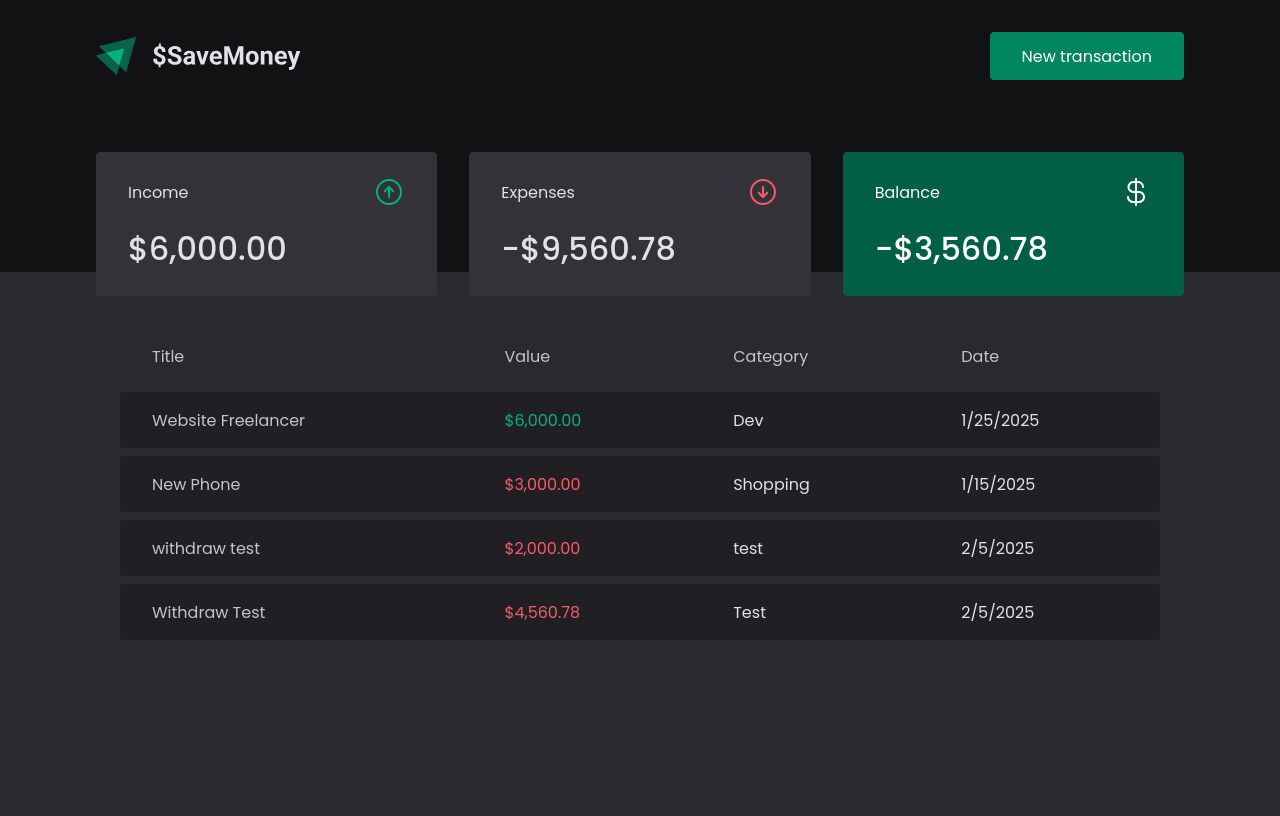 $SaveMoney
New transaction
Income
$6,000.00
Expenses
-$9,560.78
Balance
$
-$3,560.78
Title Value Category Date
Website Freelancer $6,000.00 Dev 1/25/2025
New Phone $3,000.00 Shopping 1/15/2025
withdraw test $2,000.00 test 2/5/2025
Withdraw Test $4,560.78 Test 2/5/2025